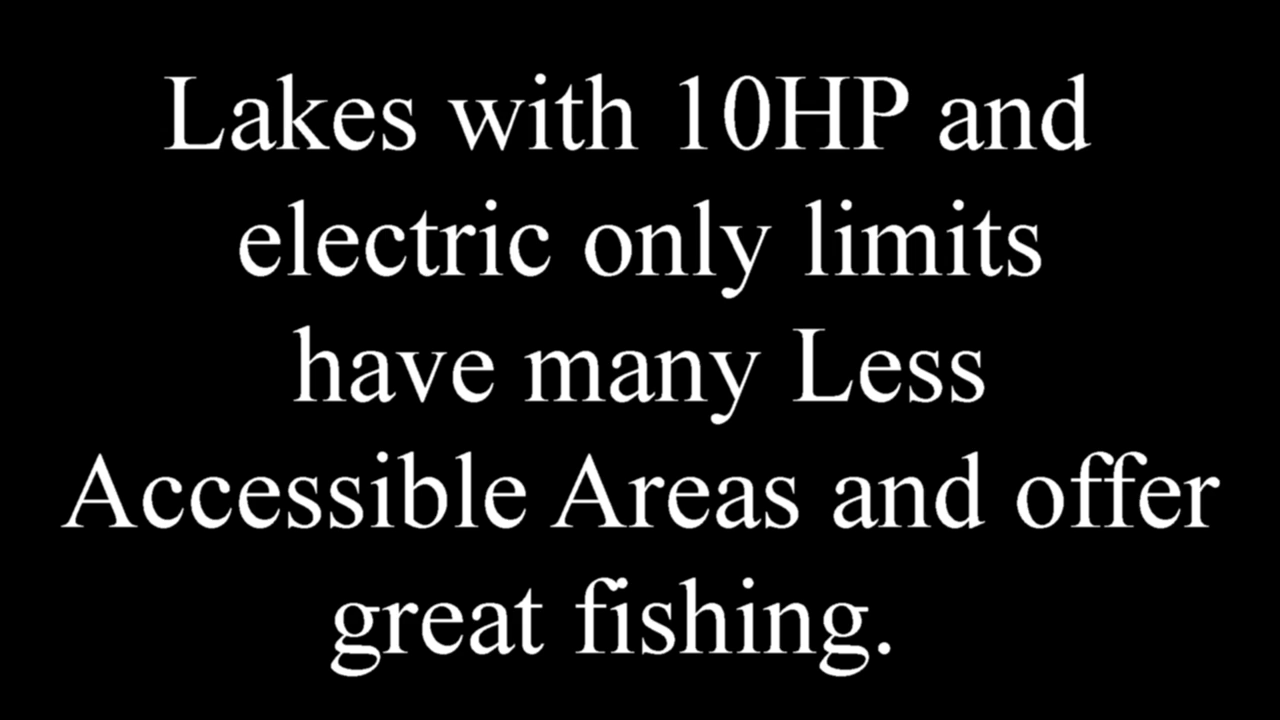 Lakes with 10HP and
electric only limits
have many Less
Accessible Areas and offer
great fishing.